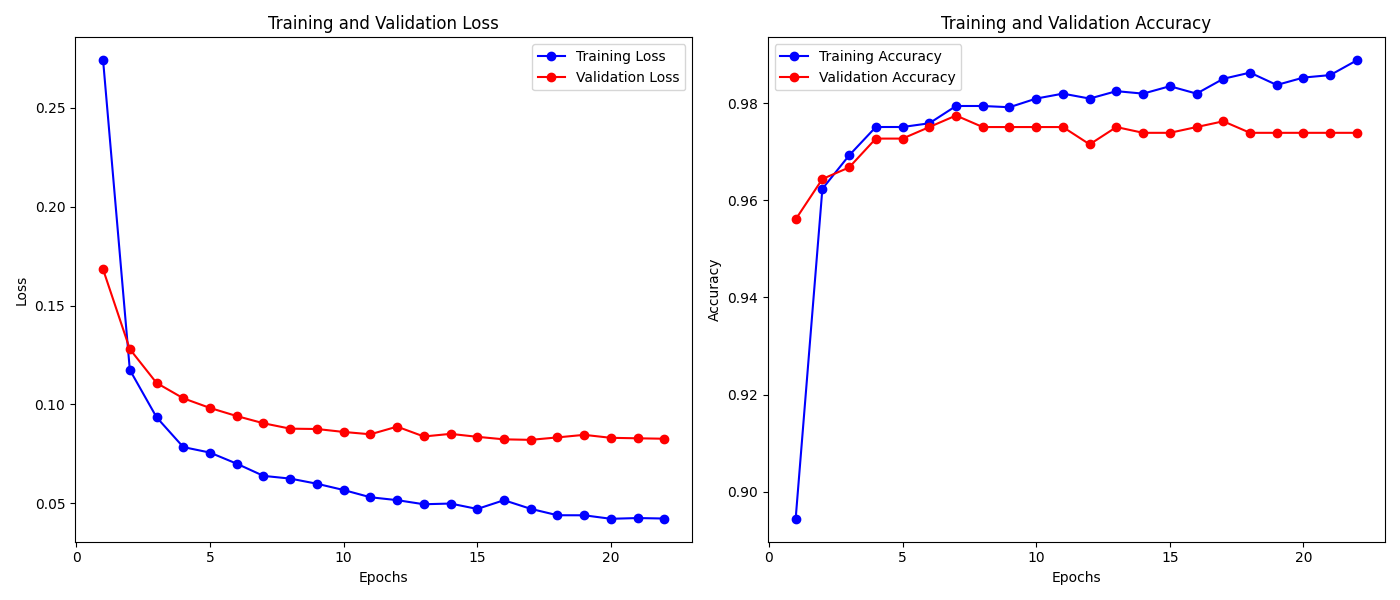 Training and Validation Loss
Training Loss
Validation Loss
0.25
0.20
0.15
0.10
0.05
Loss
0
5
10
15
20
Epochs
Training and Validation Accuracy
Training Accuracy
Validation Accuracy
0.98
0.96
0.94
0.92
0.90
Accuracy
0
5
10
15
20
Epochs